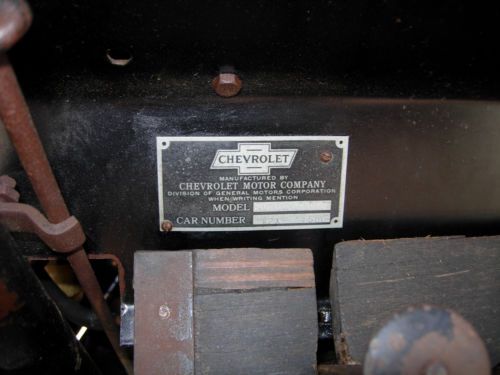 CHEVROLET
MANUFACTURED BY
CHEVROLET MOTOR COMPANY
DIVISION OF GENERAL MOTORS CORPORATION
WHEN WRITING MENTION
MODEL
CAR NUMBER